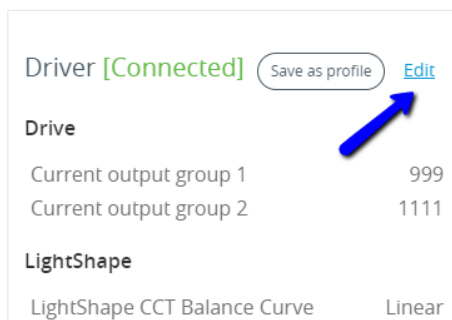 Driver [Connected] Save as profile Edit
Drive
Current output group 1 999
Current output group 2 1111
LightShape
LightShape CCT Balance Curve Linear